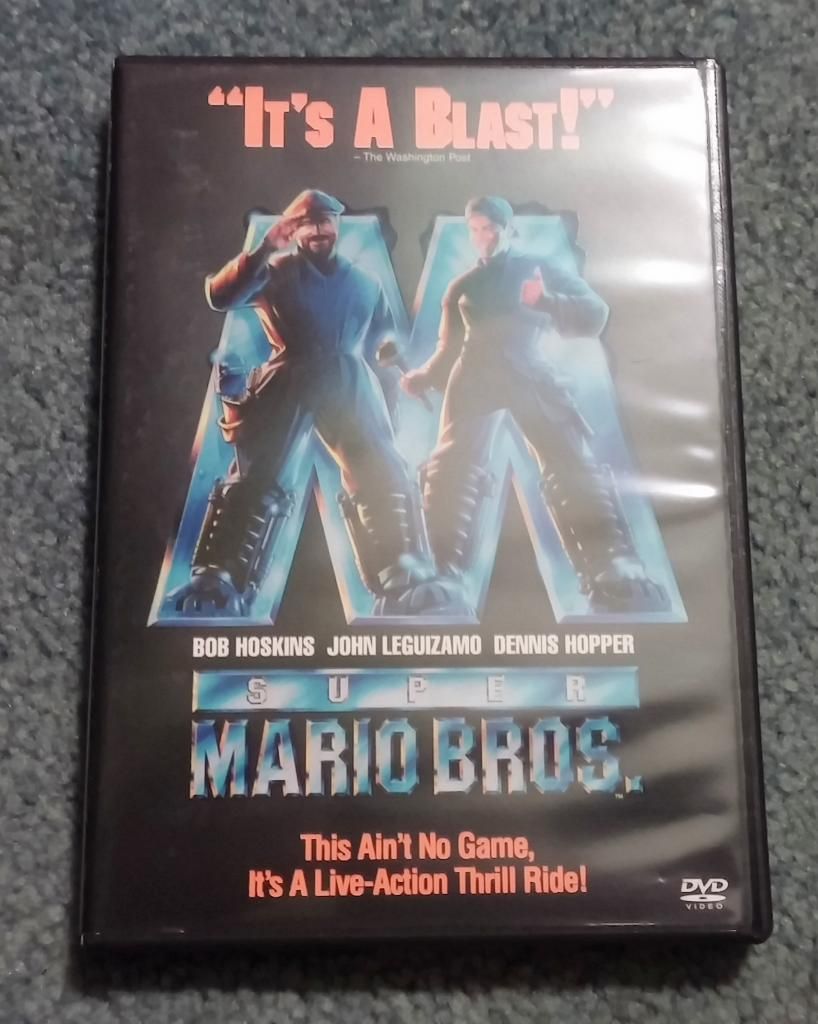 “IT'S A BLAST!”
– The Washington Post
BOB HOSKINS JOHN LEGUIZAMO DENNIS HOPPER
SUPER
MARIO BROS.
TM
This Ain't No Game,
It's A Live-Action Thrill Ride!
DVD
VIDEO